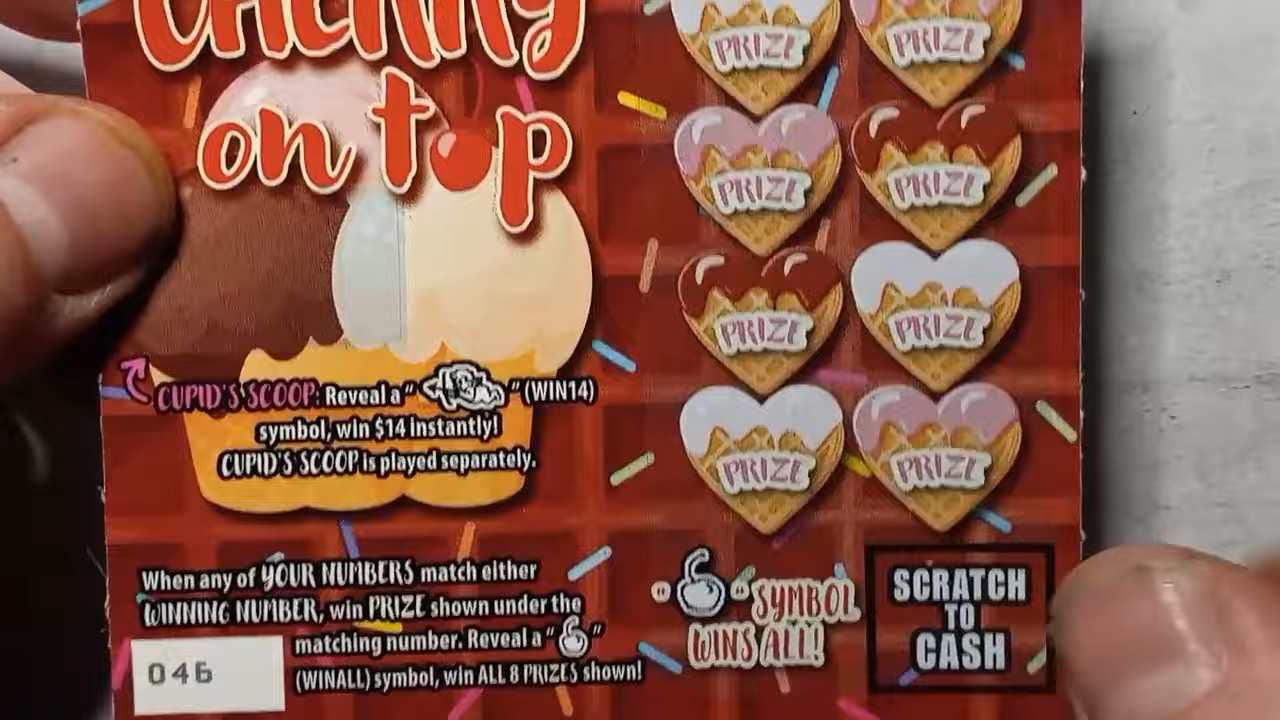 CHERRY
on top
PRIZE PRIZE
PRIZE PRIZE
PRIZE PRIZE
PRIZE PRIZE
CUPID'S SCOOP: Reveal a " " (WIN14)
symbol, win $14 instantly!
CUPID'S SCOOP is played separately.
When any of YOUR NUMBERS match either
WINNING NUMBER, win PRIZE shown under the
matching number. Reveal a " "
(WINALL) symbol, win ALL 8 PRIZES shown!
046
" " SYMBOL
WINS ALL!
SCRATCH
TO
CASH